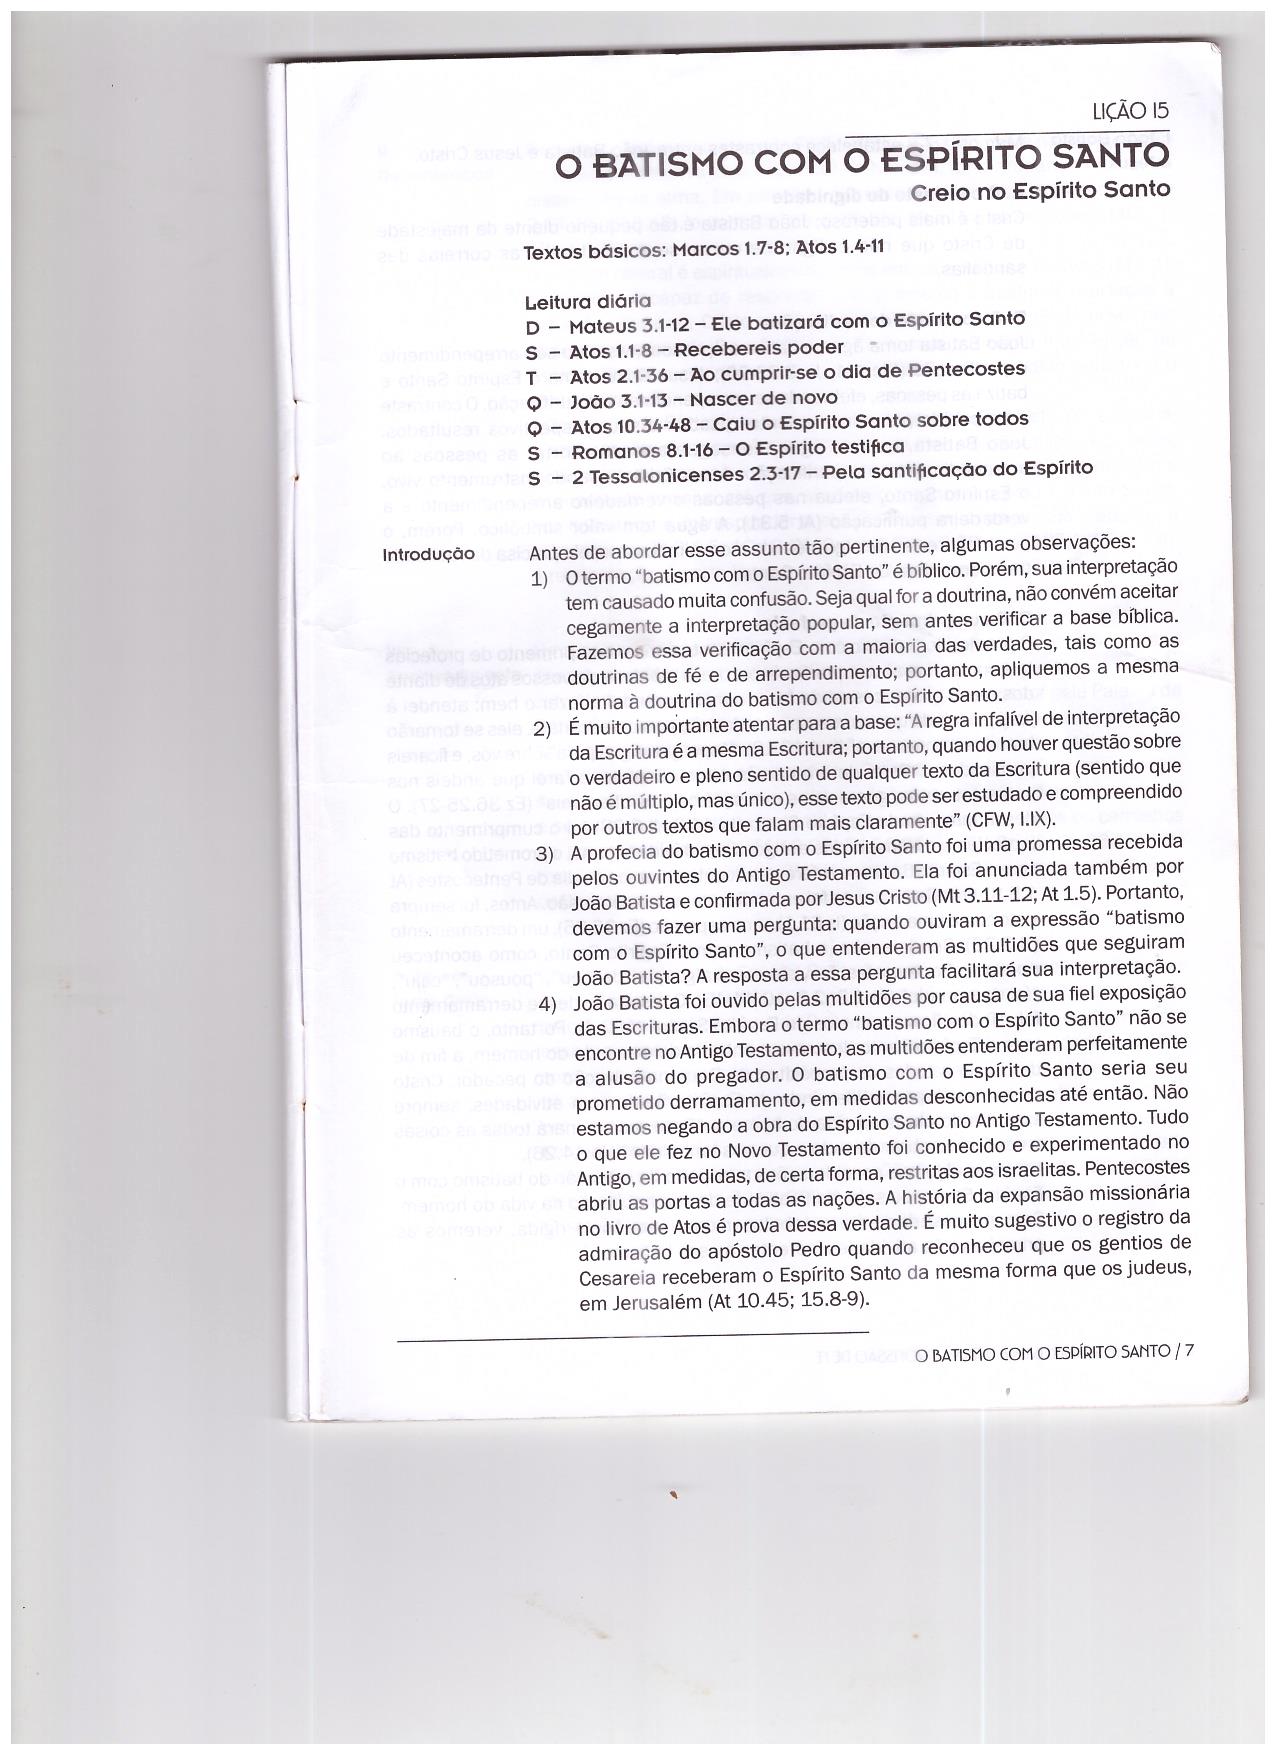 LIÇÃO 15
O BATISMO COM O ESPÍRITO SANTO
Creio no Espírito Santo
Textos básicos: Marcos 1.7-8; Atos 1.4-11
Leitura diária
D – Mateus 3.1-12 – Ele batizará com o Espírito Santo
S – Atos 1.1-8 – Recebereis poder
T – Atos 2.1-36 – Ao cumprir-se o dia de Pentecostes
Q – João 3.1-13 – Nascer de novo
Q – Atos 10.34-48 – Caiu o Espírito Santo sobre todos
S – Romanos 8.1-16 – O Espírito testifica
S – 2 Tessalonicenses 2.3-17 – Pela santificação do Espírito
Introdução
Antes de abordar esse assunto tão pertinente, algumas observações:
1) O termo “batismo com o Espírito Santo” é bíblico. Porém, sua interpretação
tem causado muita confusão. Seja qual for a doutrina, não convém aceitar
cegamente a interpretação popular, sem antes verificar a base bíblica.
Fazemos essa verificação com a maioria das verdades, tais como as
doutrinas de fé e de arrependimento; portanto, apliquemos a mesma
norma à doutrina do batismo com o Espírito Santo.
2) É muito importante atentar para a base: “A regra infalível de interpretação
da Escritura é a mesma Escritura; portanto, quando houver questão sobre
o verdadeiro e pleno sentido de qualquer texto da Escritura (sentido que
não é múltiplo, mas único), esse texto pode ser estudado e compreendido
por outros textos que falam mais claramente” (CFW, I.IX).
3) A profecia do batismo com o Espírito Santo foi uma promessa recebida
pelos ouvintes do Antigo Testamento. Ela foi anunciada também por
João Batista e confirmada por Jesus Cristo (Mt 3.11-12; At 1.5). Portanto,
devemos fazer uma pergunta: quando ouviram a expressão “batismo
com o Espírito Santo”, o que entenderam as multidões que seguiram
João Batista? A resposta a essa pergunta facilitará sua interpretação.
4) João Batista foi ouvido pelas multidões por causa de sua fiel exposição
das Escrituras. Embora o termo “batismo com o Espírito Santo” não se
encontre no Antigo Testamento, as multidões entenderam perfeitamente
a alusão do pregador. O batismo com o Espírito Santo seria seu
prometido derramamento, em medidas desconhecidas até então. Não
estamos negando a obra do Espírito Santo no Antigo Testamento. Tudo
o que ele fez no Novo Testamento foi conhecido e experimentado no
Antigo, em medidas, de certa forma, restritas aos israelitas. Pentecostes
abriu as portas a todas as nações. A história da expansão missionária
no livro de Atos é prova dessa verdade. É muito sugestivo o registro da
admiração do apóstolo Pedro quando reconheceu que os gentios de
Cesareia receberam o Espírito Santo da mesma forma que os judeus,
em Jerusalém (At 10.45; 15.8-9).
O BATISMO COM O ESPÍRITO SANTO / 7